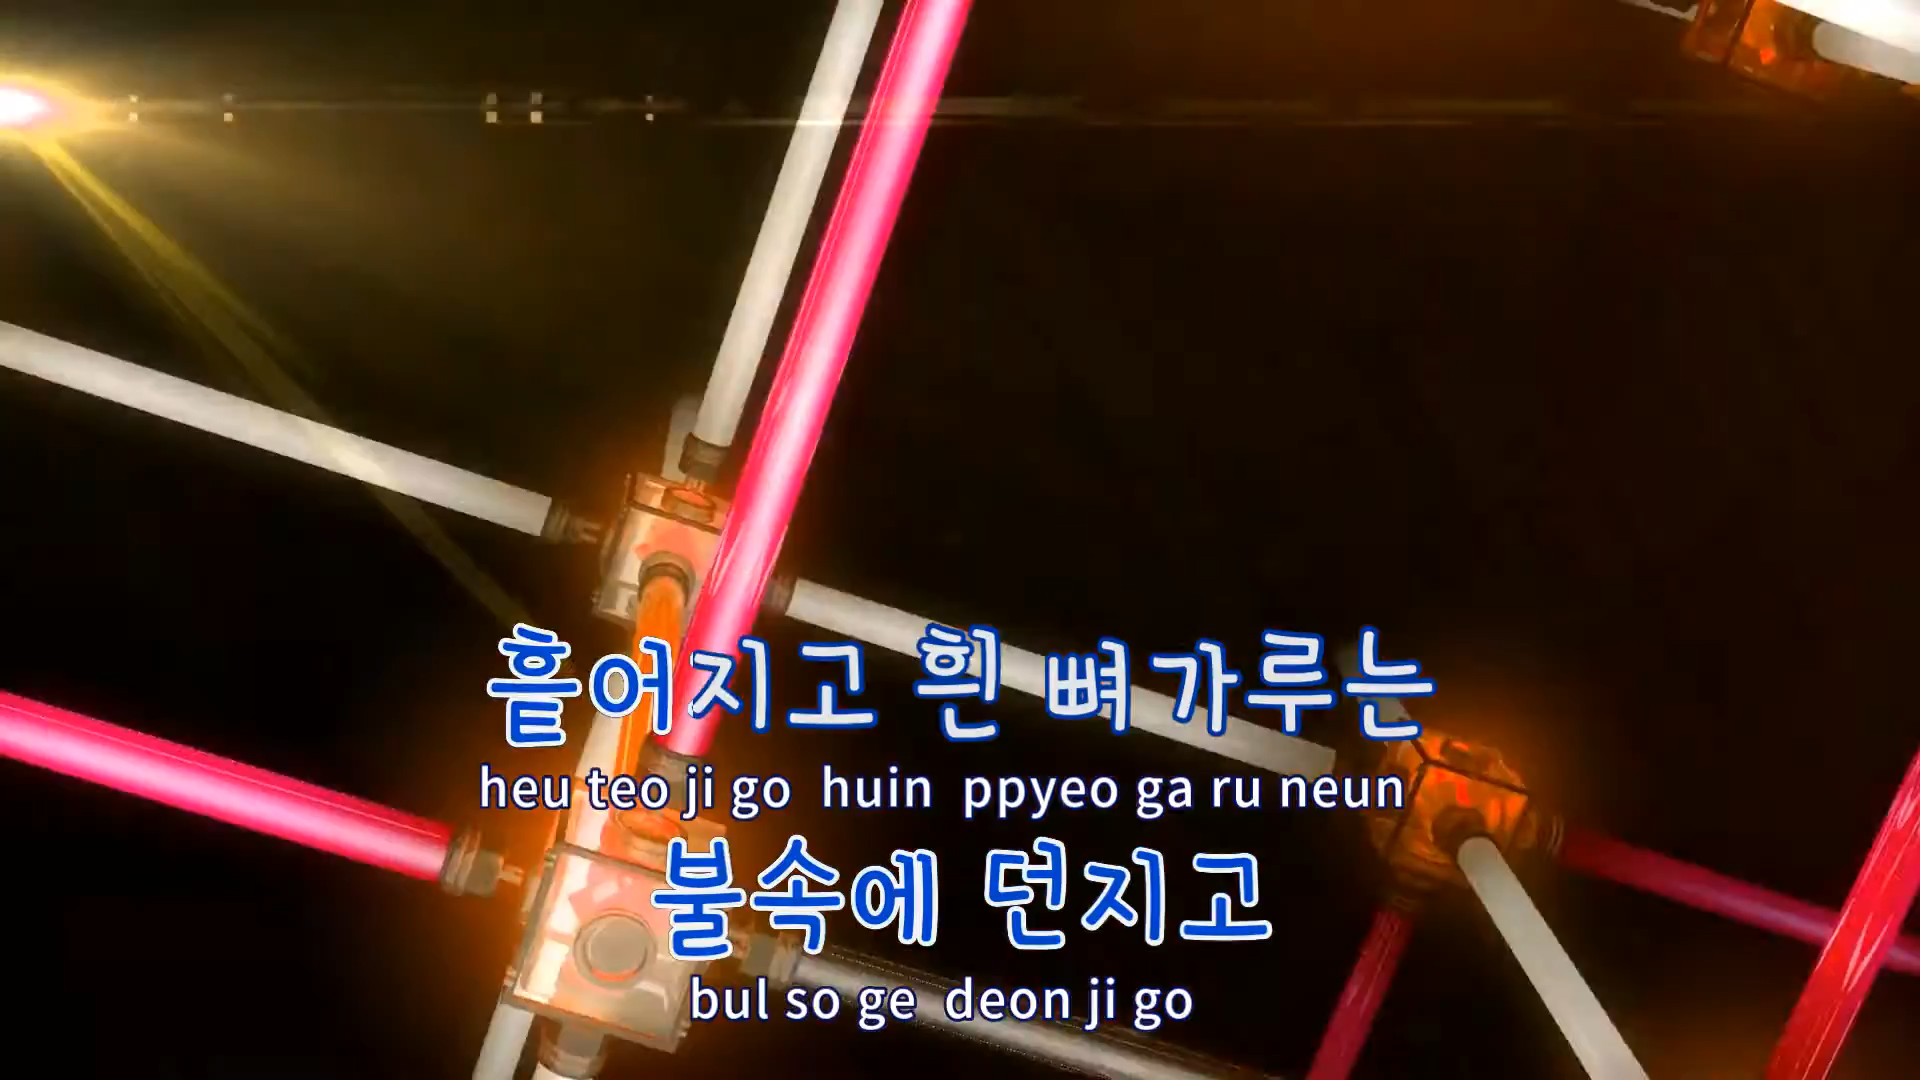 흩어지고 흰 뼈가루는
heu teo ji go huin ppyeo ga ru neun
불속에 던지고
bul so ge deon ji go